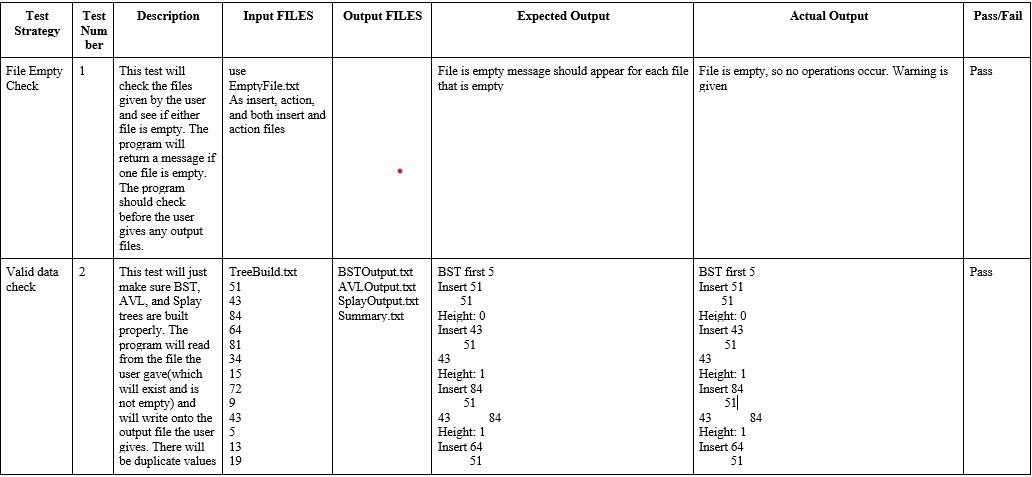 Test Strategy
Test Num ber
Description
Input FILES
Output FILES
Expected Output
Actual Output
Pass/Fail
File Empty
Check
1
This test will
check the files
given by the user
and see if either
file is empty. The
program will
return a message if
one file is empty.
The program
should check
before the user
gives any output
files.
use
EmptyFile.txt
As insert, action,
and both insert and
action files
File is empty message should appear for each file
that is empty
File is empty, so no operations occur. Warning is
given
Pass
Valid data
check
2
This test will just
make sure BST,
AVL, and Splay
trees are built
properly. The
program will read
from the file the
user gave(which
will exist and is
not empty) and
will write onto the
output file the user
gives. There will
be duplicate values
TreeBuild.txt
51
43
84
64
81
34
15
72
9
43
5
13
19
BSTOutput.txt
AVLOutput.txt
SplayOutput.txt
Summary.txt
BST first 5
Insert 51
51
Height: 0
Insert 43
51
43
Height: 1
Insert 84
51
43 84
Height: 1
Insert 64
51
BST first 5
Insert 51
51
Height: 0
Insert 43
51
43
Height: 1
Insert 84
51
43 84
Height: 1
Insert 64
51
Pass